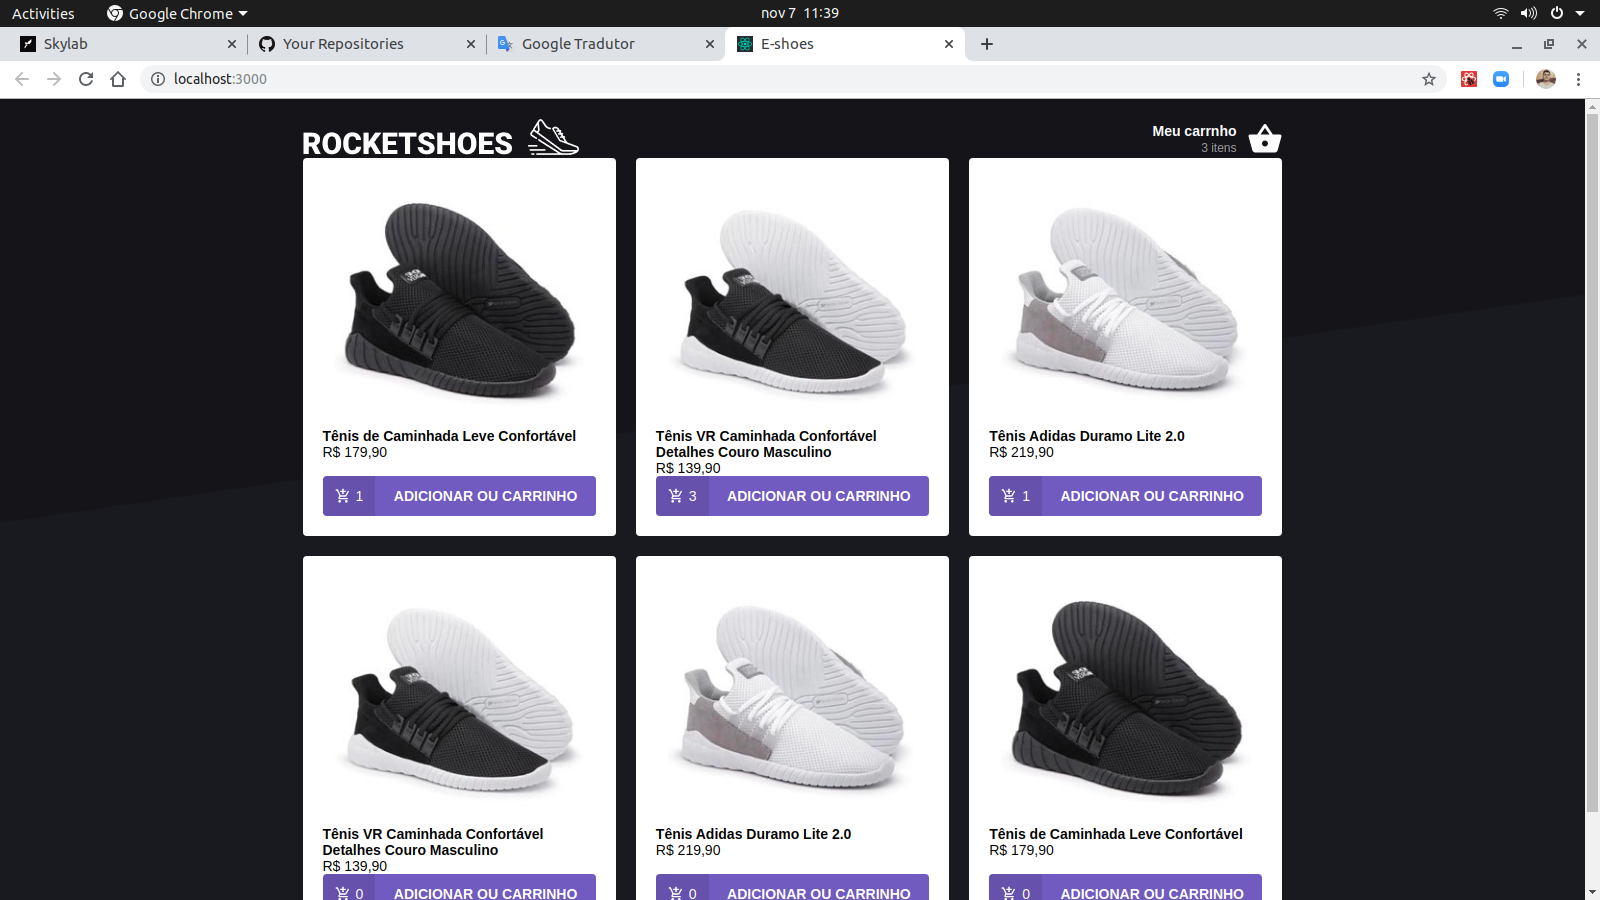 Activities
Google Chrome
nov 7 11:39
Skylab
Your Repositories
Google Tradutor
E-shoes
localhost:3000
ROCKETSHOES
Meu carrnho
3 itens
Tênis de Caminhada Leve Confortável
R$ 179,90
1 ADICIONAR OU CARRINHO
Tênis VR Caminhada Confortável
Detalhes Couro Masculino
R$ 139,90
3 ADICIONAR OU CARRINHO
Tênis Adidas Duramo Lite 2.0
R$ 219,90
1 ADICIONAR OU CARRINHO
Tênis VR Caminhada Confortável
Detalhes Couro Masculino
R$ 139,90
0 ADICIONAR OU CARRINHO
Tênis Adidas Duramo Lite 2.0
R$ 219,90
0 ADICIONAR OU CARRINHO
Tênis de Caminhada Leve Confortável
R$ 179,90
0 ADICIONAR OU CARRINHO